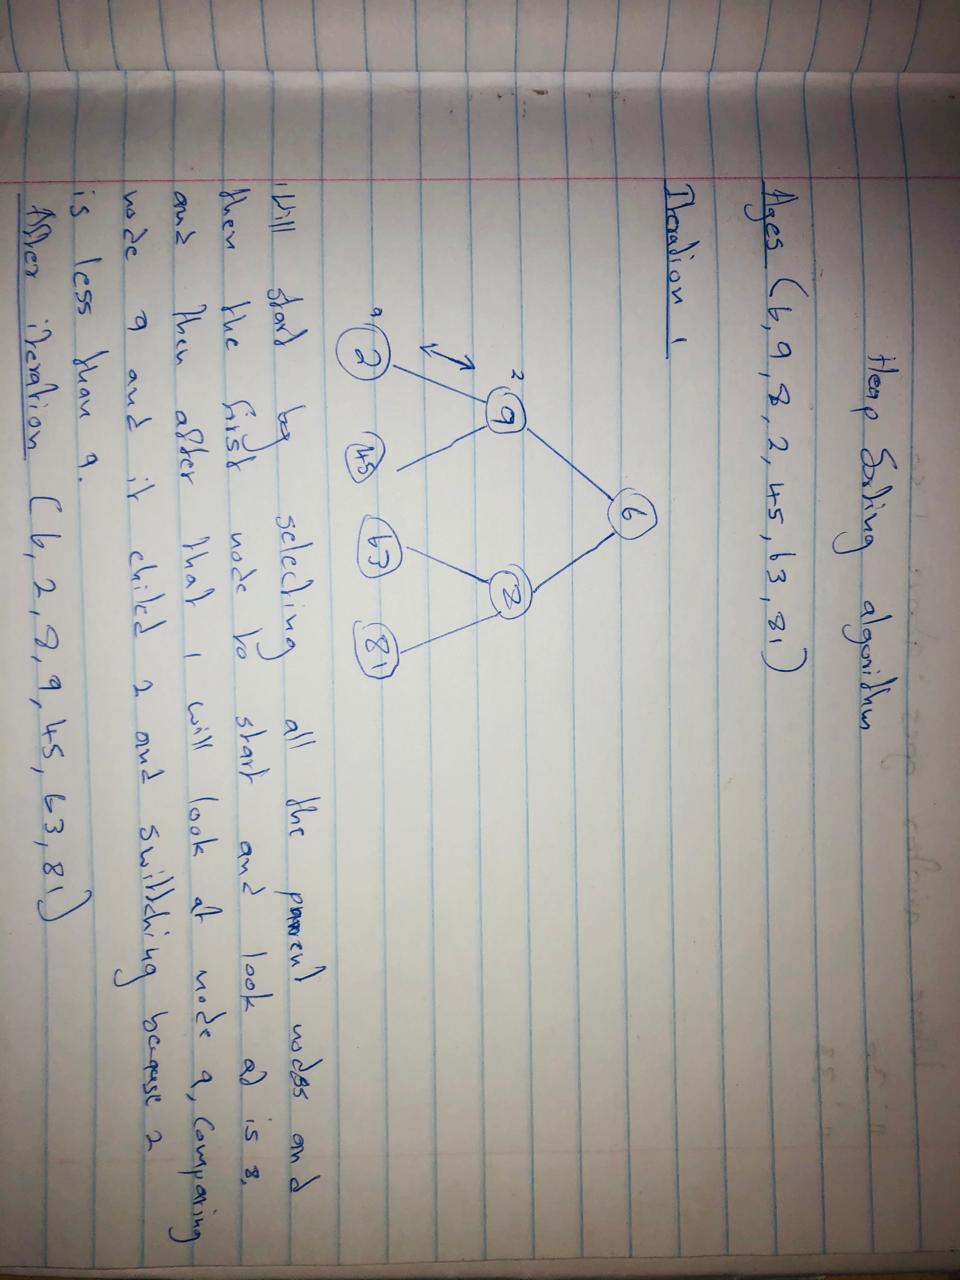 Heap Sorting algorithm
Ages (6, 9, 8, 2, 45, 63, 81)
Iteration 1
6
2 9 8
9 2 45 63 81
I Will start by selecting all the parrent nodes and
then the first node to start and look at is 8,
and then after that I will look at node 9, comparing
node 9 and it chiled 2 and switching because 2
is less than 9.
After iteration (6, 2, 8, 9, 45, 63, 81)